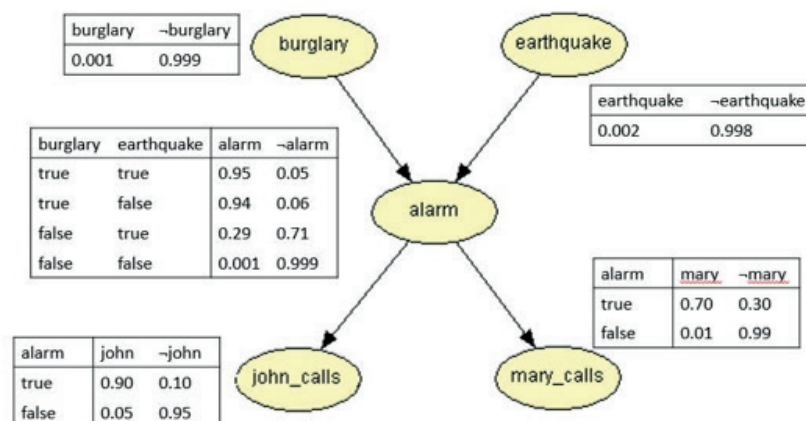 burglary ¬burglary
0.001 0.999
burglary
earthquake
earthquake ¬earthquake
0.002 0.998
burglary earthquake alarm ¬alarm
true true 0.95 0.05
true false 0.94 0.06
false true 0.29 0.71
false false 0.001 0.999
alarm
alarm mary ¬mary
true 0.70 0.30
false 0.01 0.99
alarm john ¬john
true 0.90 0.10
false 0.05 0.95
john_calls
mary_calls